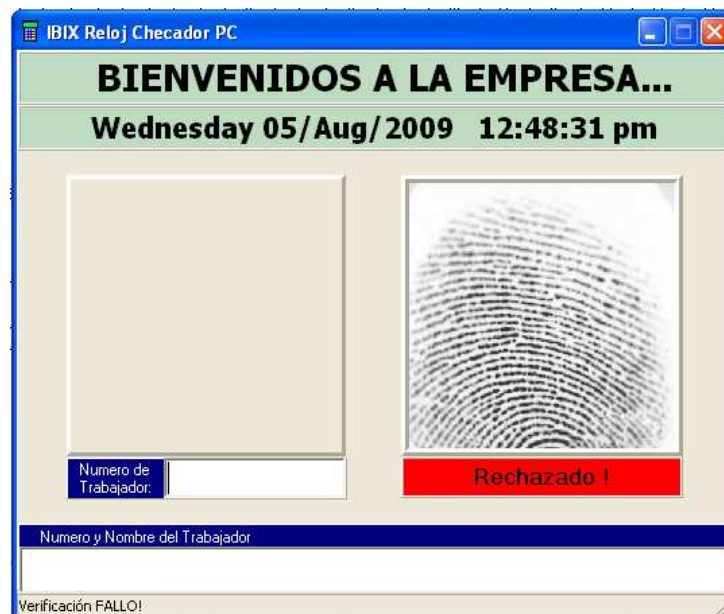 IBIX Reloj Checador PC
BIENVENIDOS A LA EMPRESA...
Wednesday 05/Aug/2009 12:48:31 pm
Numero de
Trabajador:
Rechazado !
Numero y Nombre del Trabajador
Verificación FALLO!